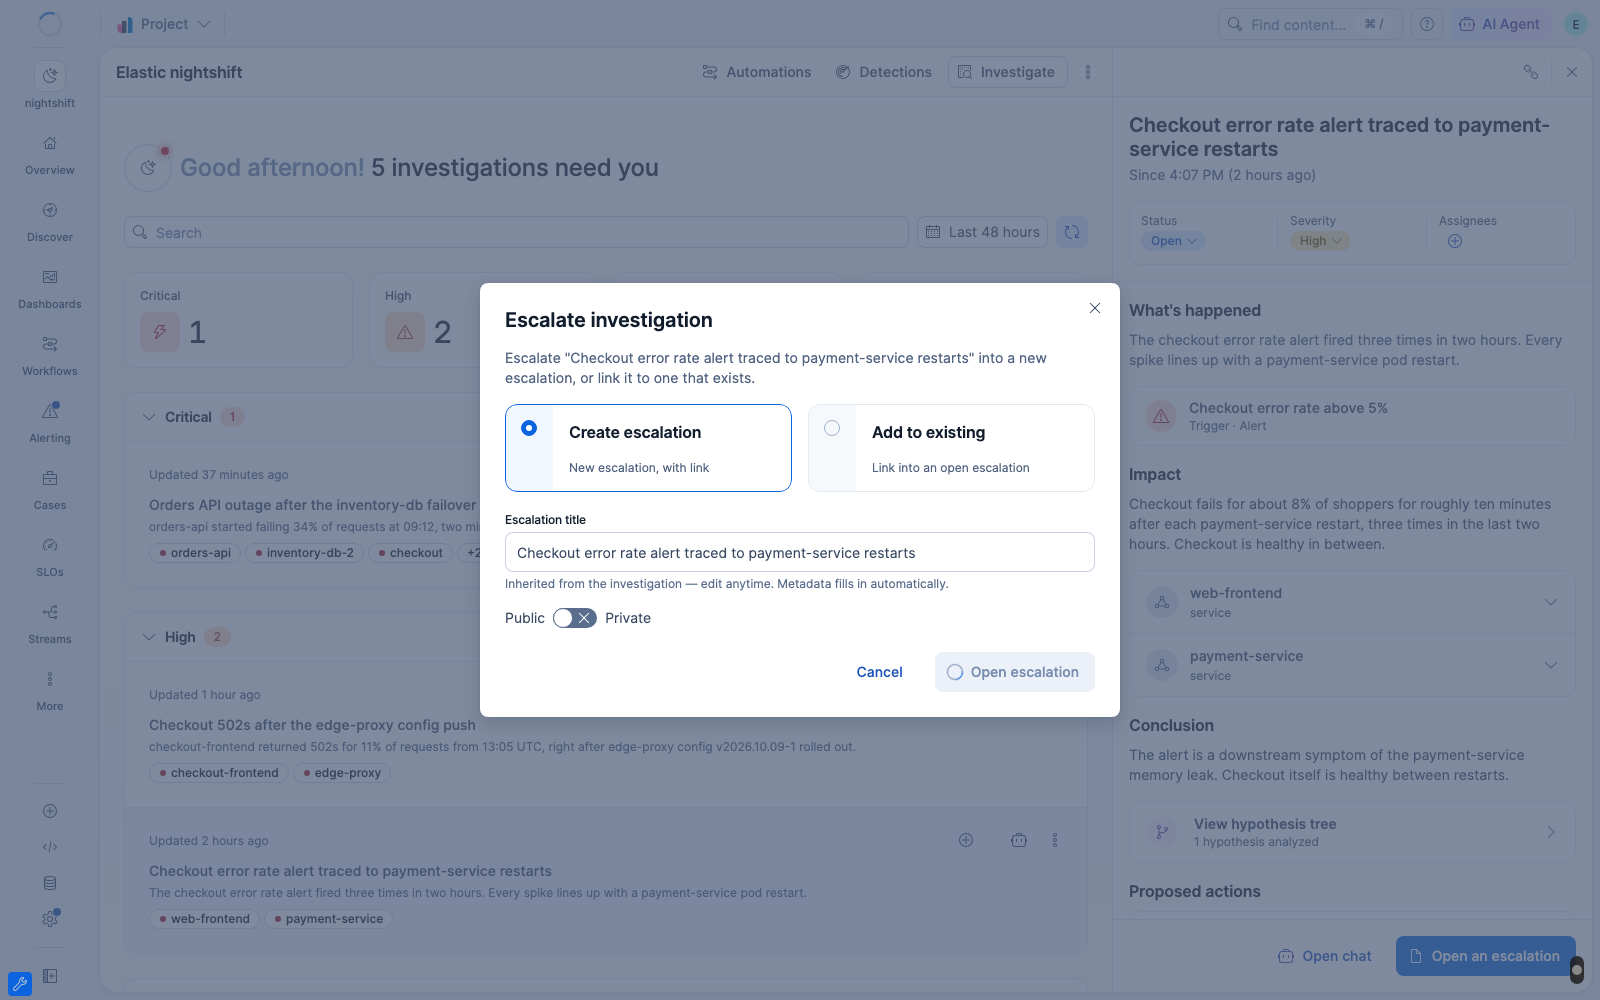 Project
Find content...
⌘ /
AI Agent
E
nightshift
Overview
Discover
Dashboards
Workflows
Alerting
Cases
SLOs
Streams
More
Elastic nightshift
Automations
Detections
Investigate
Good afternoon! 5 investigations need you
Search
Last 48 hours
Critical
1
High
2
Critical
1
Updated 37 minutes ago
Orders API outage after the inventory-db failover
orders-api started failing 34% of requests at 09:12, two mi
orders-api
inventory-db-2
checkout
+2
High
2
Updated 1 hour ago
Checkout 502s after the edge-proxy config push
checkout-frontend returned 502s for 11% of requests from 13:05 UTC, right after edge-proxy config v2026.10.09-1 rolled out.
checkout-frontend
edge-proxy
Updated 2 hours ago
Checkout error rate alert traced to payment-service restarts
The checkout error rate alert fired three times in two hours. Every spike lines up with a payment-service pod restart.
web-frontend
payment-service
Escalate investigation
Escalate "Checkout error rate alert traced to payment-service restarts" into a new
escalation, or link it to one that exists.
Create escalation
New escalation, with link
Add to existing
Link into an open escalation
Escalation title
Checkout error rate alert traced to payment-service restarts
Inherited from the investigation — edit anytime. Metadata fills in automatically.
Public
Private
Cancel
Open escalation
Checkout error rate alert traced to payment-
service restarts
Since 4:07 PM (2 hours ago)
Status
Open
Severity
High
Assignees
What's happened
The checkout error rate alert fired three times in two hours. Every
spike lines up with a payment-service pod restart.
Checkout error rate above 5%
Trigger · Alert
Impact
Checkout fails for about 8% of shoppers for roughly ten minutes
after each payment-service restart, three times in the last two
hours. Checkout is healthy in between.
web-frontend
service
payment-service
service
Conclusion
The alert is a downstream symptom of the payment-service
memory leak. Checkout itself is healthy between restarts.
View hypothesis tree
1 hypothesis analyzed
Proposed actions
Open chat
Open an escalation